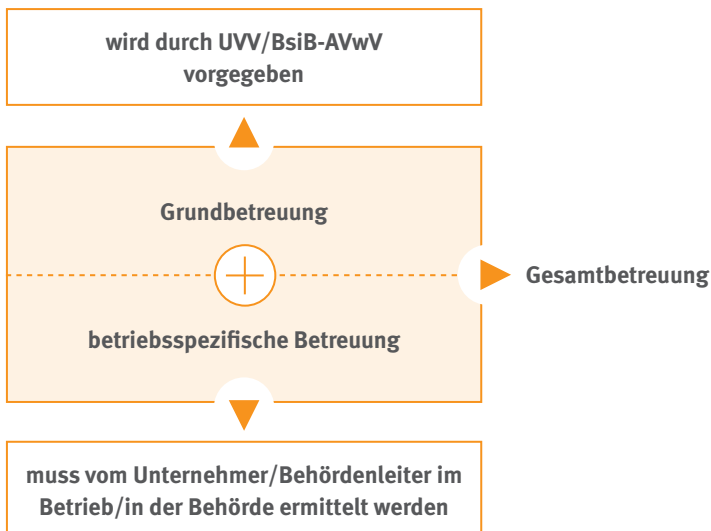 wird durch UVV/BsiB-AVwV
vorgegeben
Grundbetreuung
Gesamtbetreuung
betriebsspezifische Betreuung
muss vom Unternehmer/Behördenleiter im
Betrieb/in der Behörde ermittelt werden